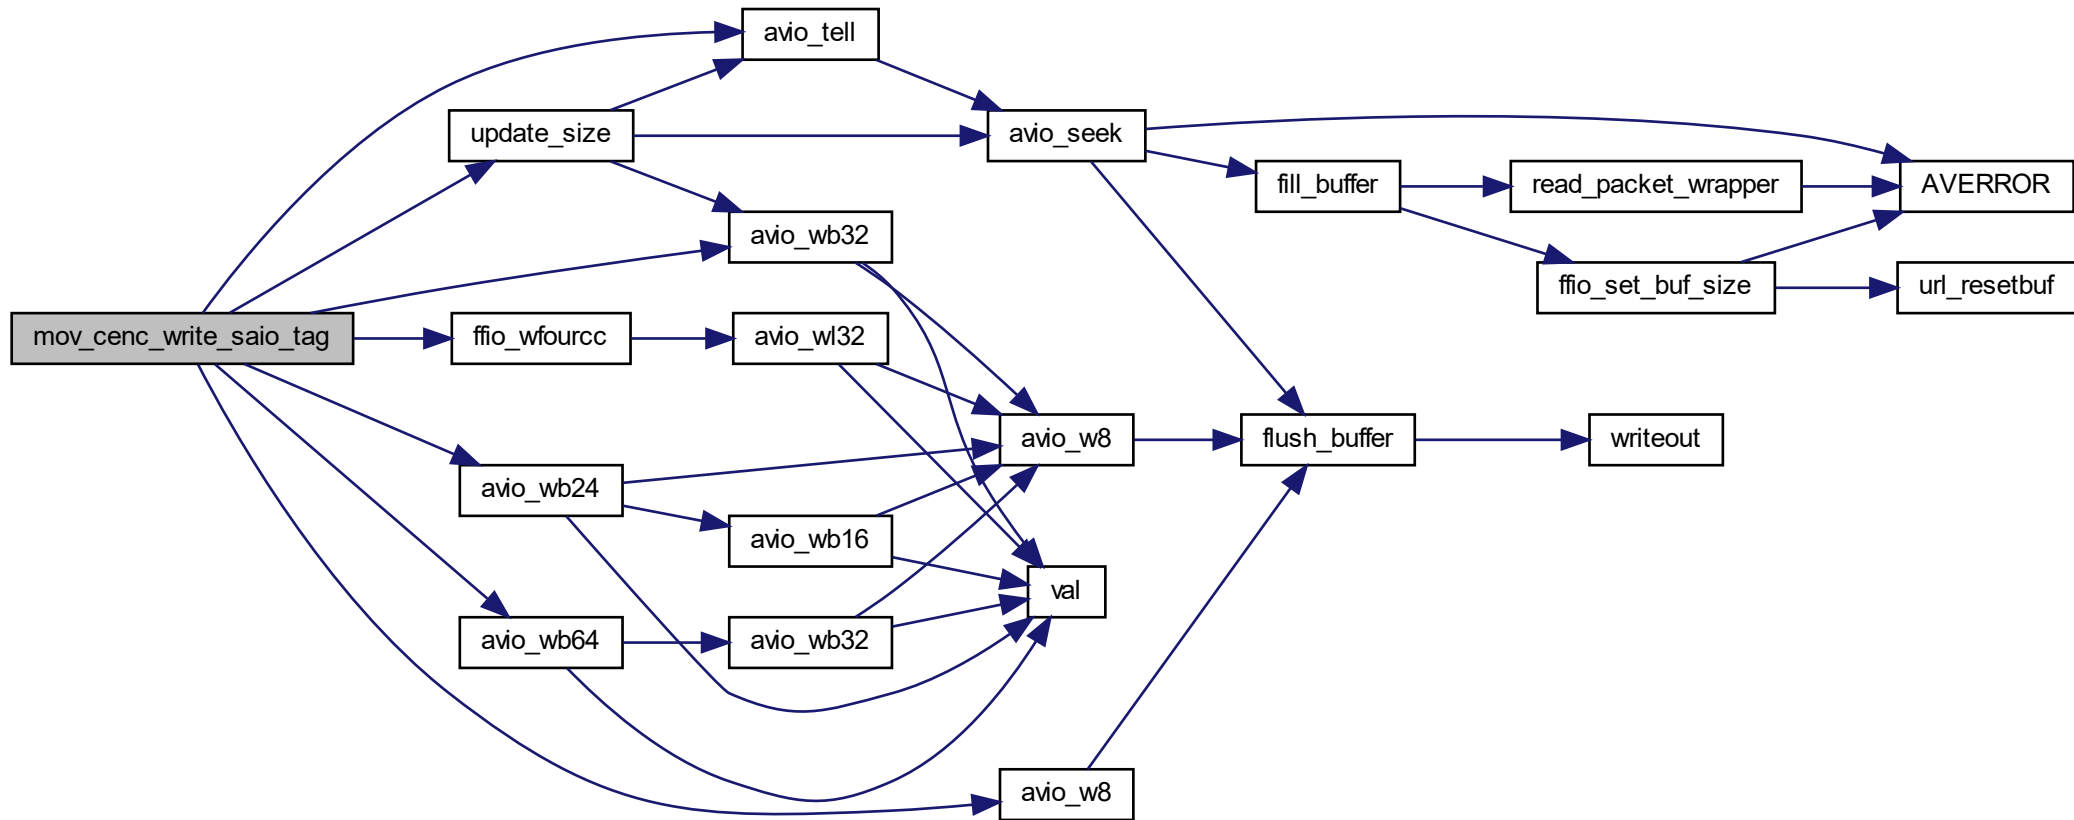 avio_tell
update_size
avio_seek
fill_buffer
read_packet_wrapper
AVERROR
avio_wb32
ffio_set_buf_size
url_resetbuf
mov_cenc_write_saio_tag
ffio_wfourcc
avio_wl32
avio_w8
flush_buffer
writeout
avio_wb24
avio_wb16
val
avio_wb64
avio_wb32
avio_w8